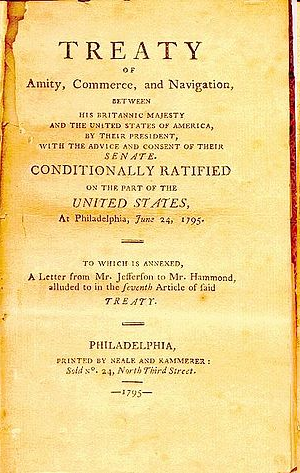 TREATY
OF
Amity, Commerce, and Navigation,
BETWEEN
HIS BRITANNIC MAJESTY
AND THE UNITED STATES OF AMERICA,
BY THEIR PRESIDENT,
WITH THE ADVICE AND CONSENT OF THEIR
SENATE.
CONDITIONALLY RATIFIED
ON THE PART OF THE
UNITED STATES,
At Philadelphia, June 24, 1795.
TO WHICH IS ANNEXED,
A Letter from Mr. Jefferson to Mr. Hammond,
alluded to in the ſeventh Article of ſaid
TREATY.
PHILADELPHIA,
PRINTED BY NEALE AND KAMMERER:
Sold No. 24, North Third Street.
—1795—